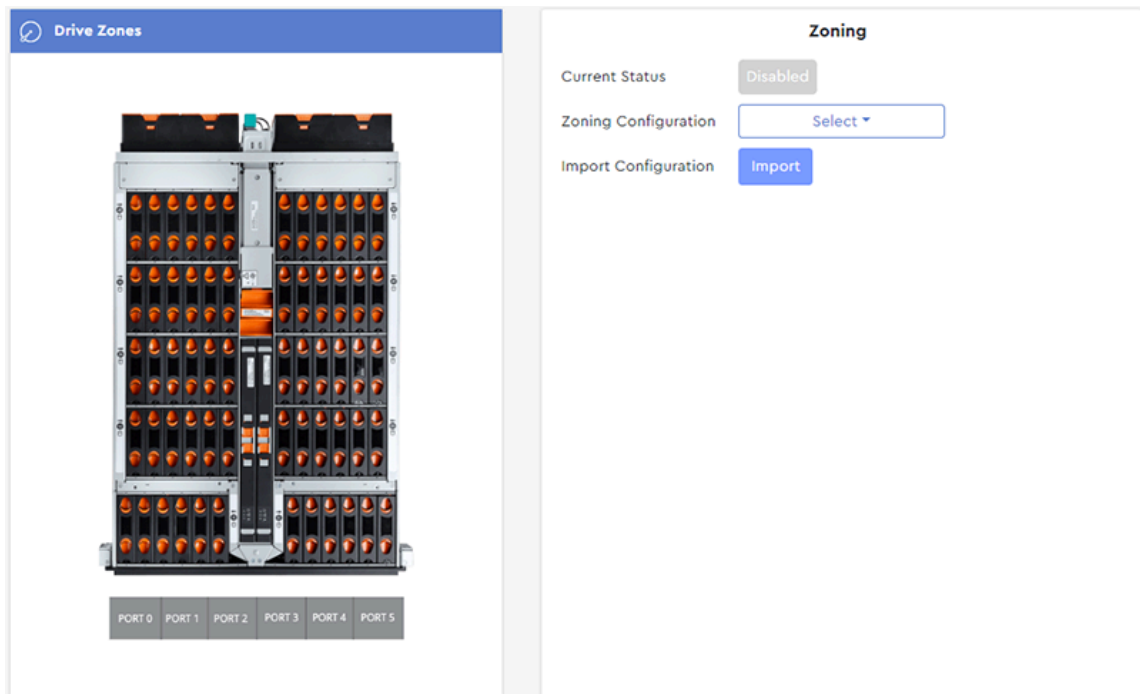 Drive Zones
PORT 0 PORT 1 PORT 2 PORT 3 PORT 4 PORT 5
Zoning
Current Status Disabled
Zoning Configuration Select
Import Configuration Import